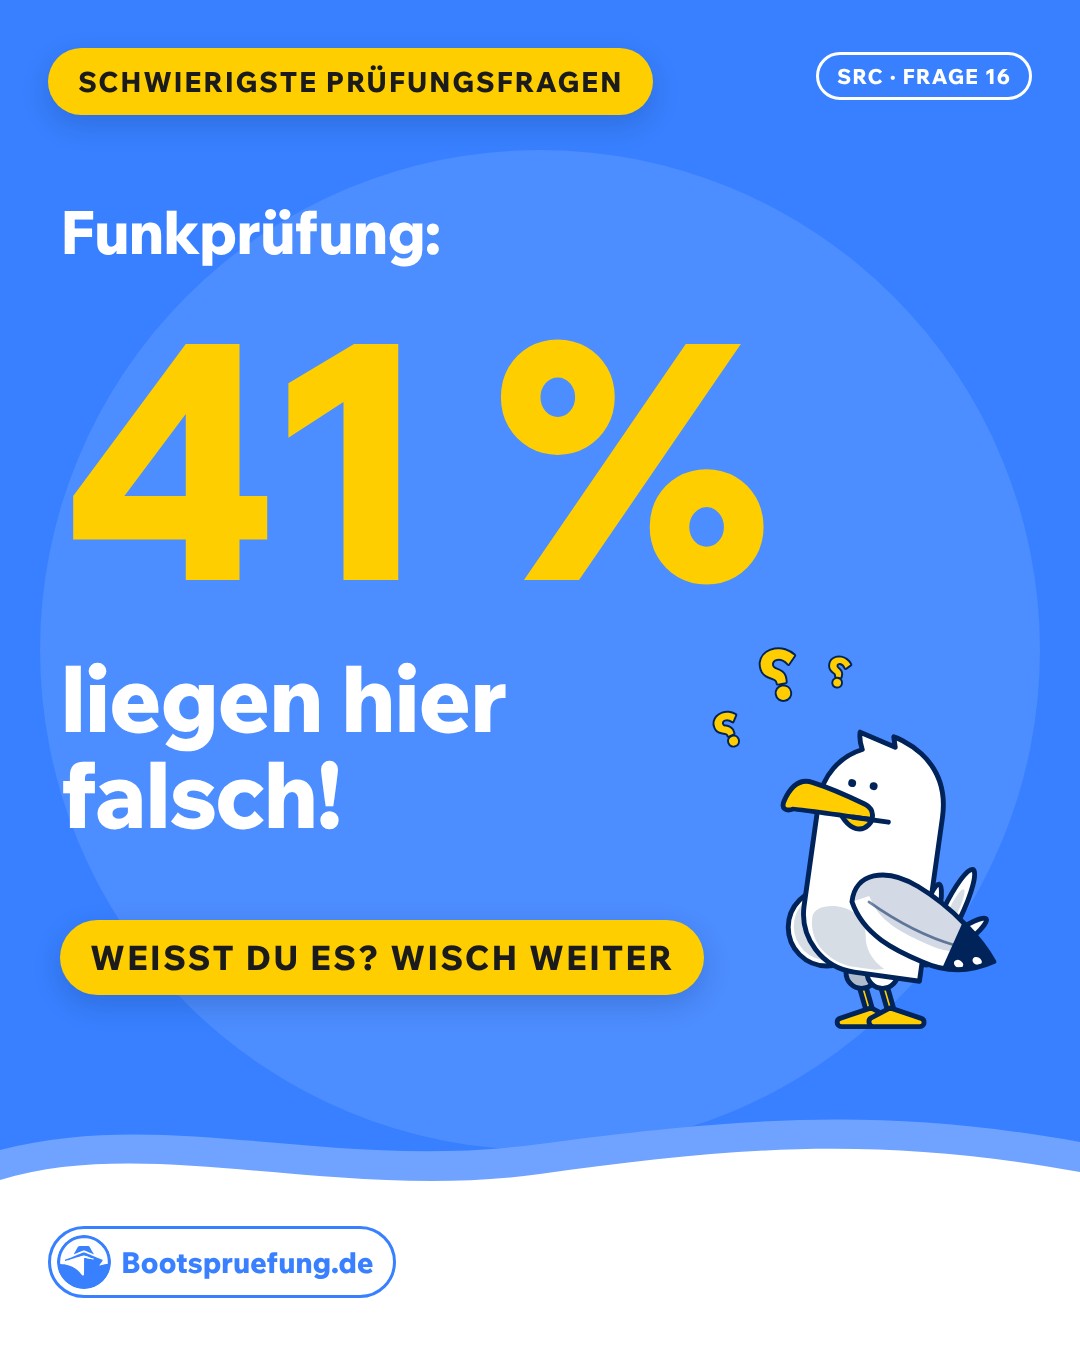 SCHWIERIGSTE PRÜFUNGSFRAGEN
SRC · FRAGE 16
Funkprüfung:
41 %
liegen hier
falsch!
? ? ?
WEISST DU ES? WISCH WEITER
Bootspruefung.de